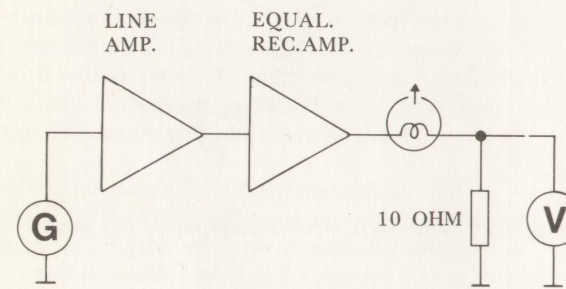 LINE
AMP.
EQUAL.
REC.AMP.
G
10 OHM
V